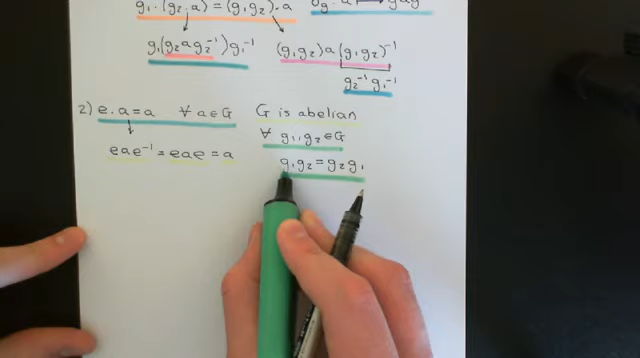 g₁·(g₂·a) = (g₁g₂)·a
g₁(g₂ag₂⁻¹)g₁⁻¹ (g₁g₂)a(g₁g₂)⁻¹
g₂⁻¹g₁⁻¹
2) e.a=a ∀ a∈G
eae⁻¹=eae=a
G is abelian
∀ g₁,g₂∈G
g₁g₂=g₂g₁